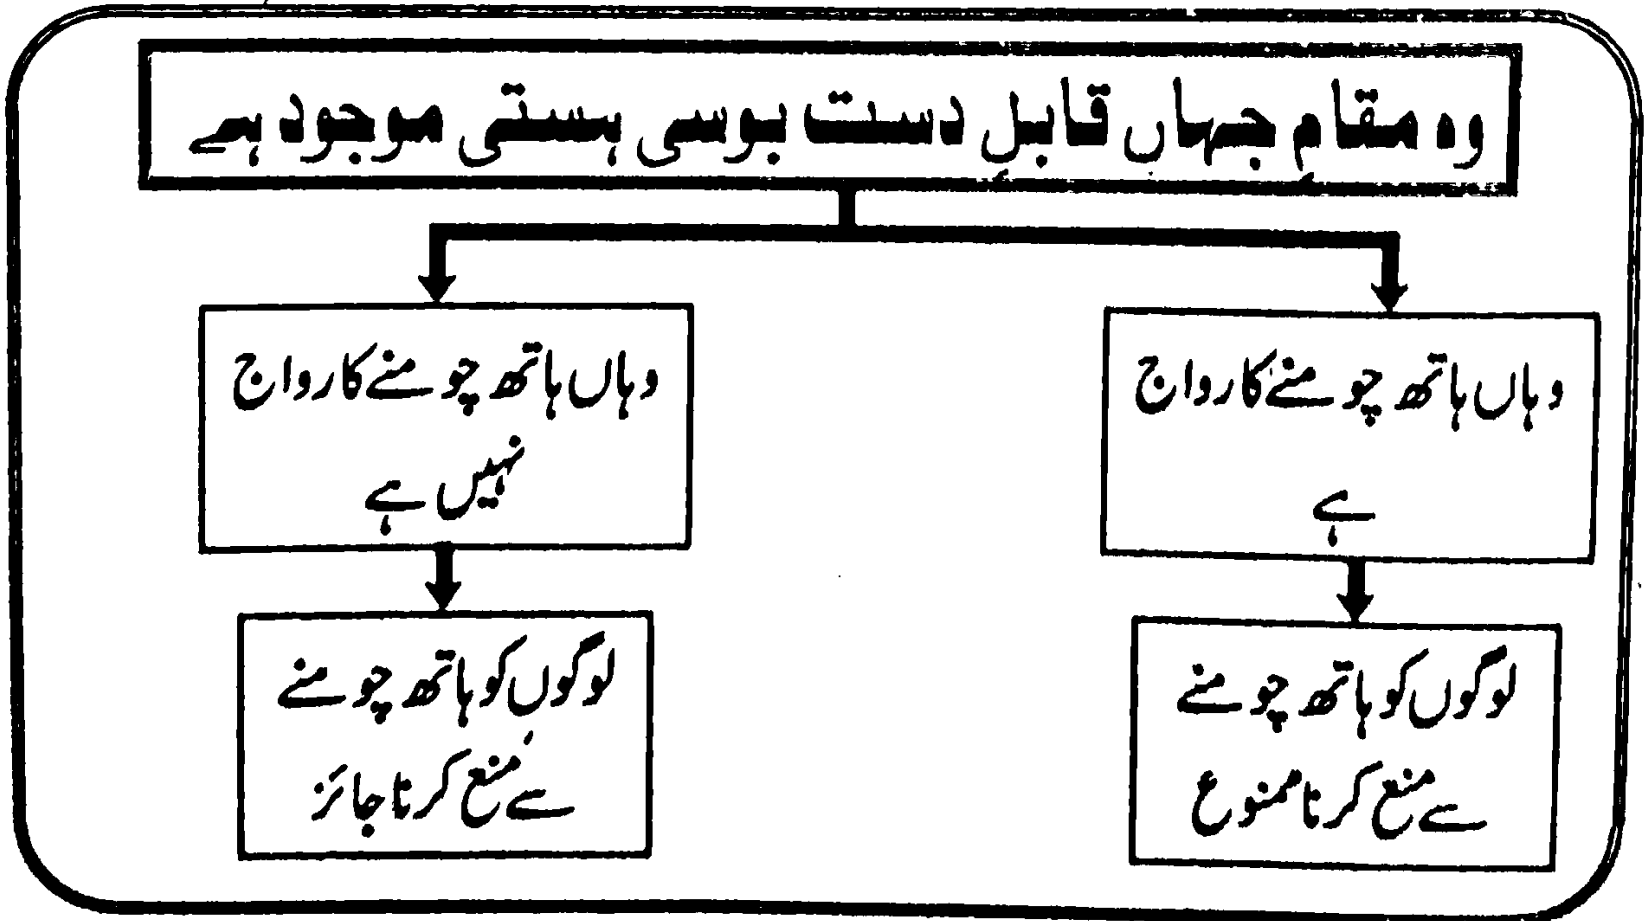 وہ مقامِ جہاں قابلِ دست بوسی ہستی موجود ہے
وہاں ہاتھ چومنے کا رواج
ہے
لوگوں کو ہاتھ چومنے
سے منع کرنا ممنوع
وہاں ہاتھ چومنے کا رواج
نہیں ہے
لوگوں کو ہاتھ چومنے
سے منع کرنا جائز